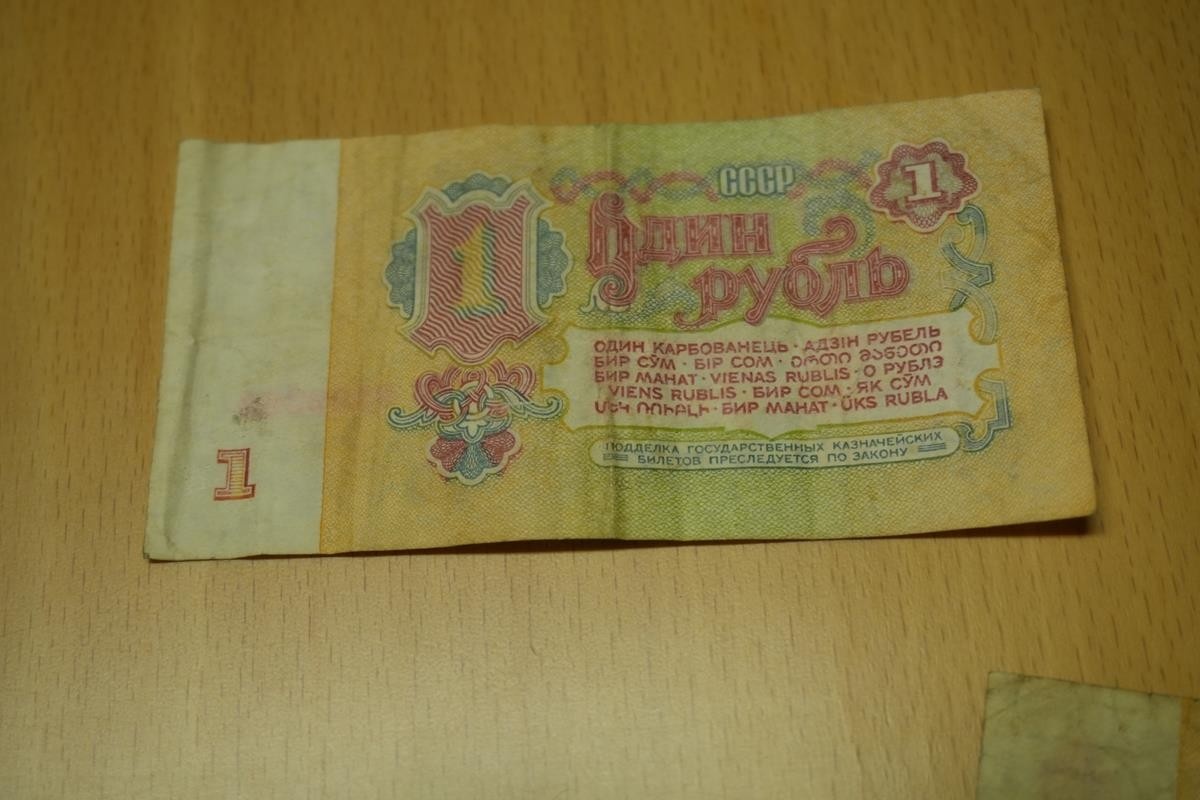 СССР
1
1
Один
рубль
ОДИН КАРБОВАНЕЦЬ · АДЗІН РУБЕЛЬ
БИР СЎМ · БІР СОМ · ᲔᲠᲗᲘ ᲛᲐᲜᲔᲗᲘ
БИР МАНАТ · VIENAS RUBLIS · О РУБЛЭ
VIENS RUBLIS · БИР СОМ · ЯК СЎМ
ՄԵԿ ՌՈՒԲԼԻ · БИР МАНАТ · ÜKS RUBLA
ПОДДЕЛКА ГОСУДАРСТВЕННЫХ КАЗНАЧЕЙСКИХ
БИЛЕТОВ ПРЕСЛЕДУЕТСЯ ПО ЗАКОНУ
1